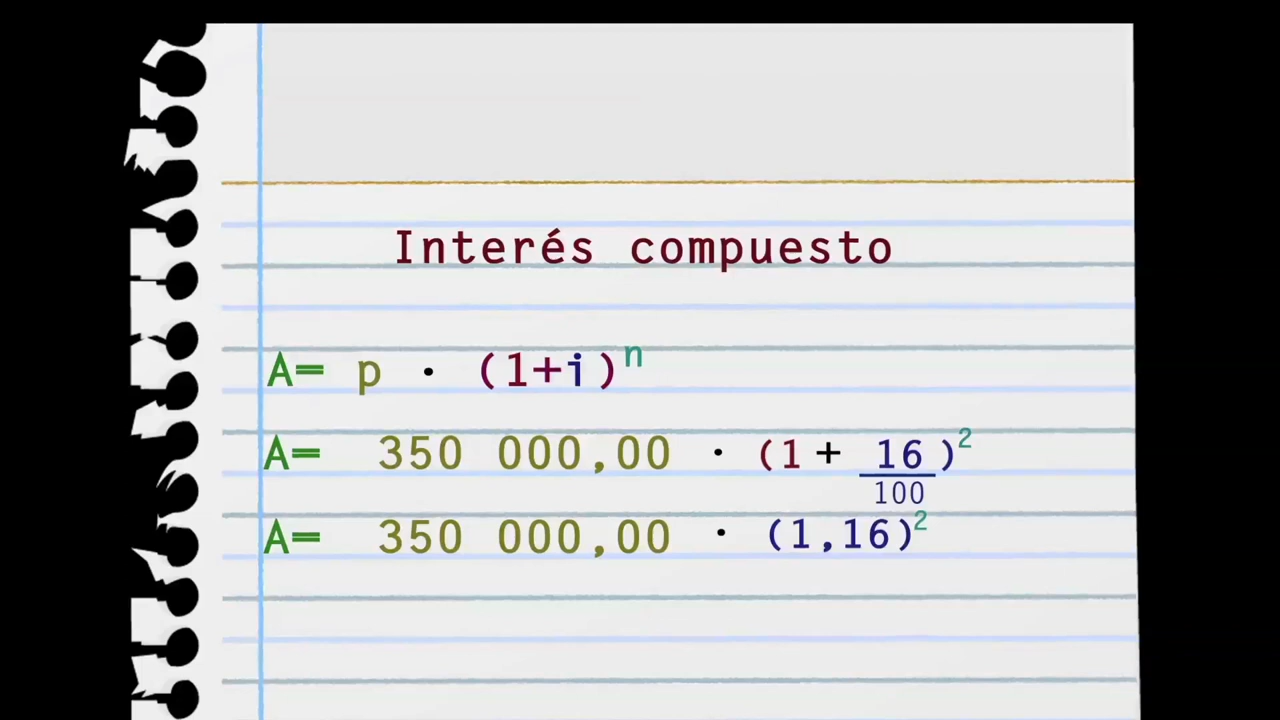 Interés compuesto
A= p · (1+i)ⁿ
A= 350 000,00 · (1+ 16/100)²
A= 350 000,00 · (1,16)²